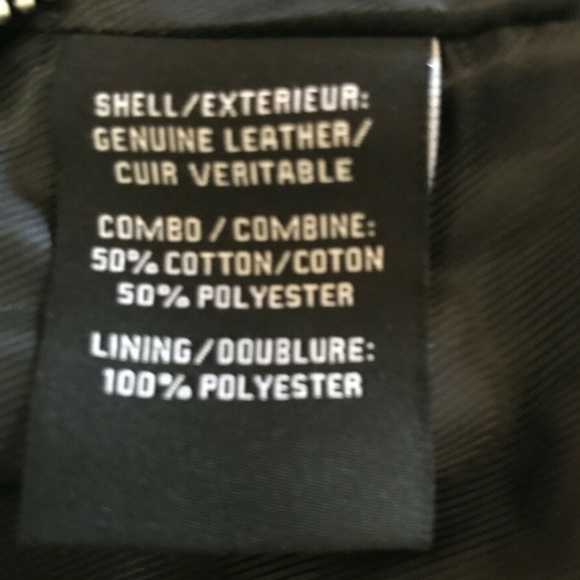 SHELL/EXTERIEUR:
GENUINE LEATHER/
CUIR VERITABLE
COMBO/COMBINE:
50% COTTON/COTON
50% POLYESTER
LINING/DOUBLURE:
100% POLYESTER